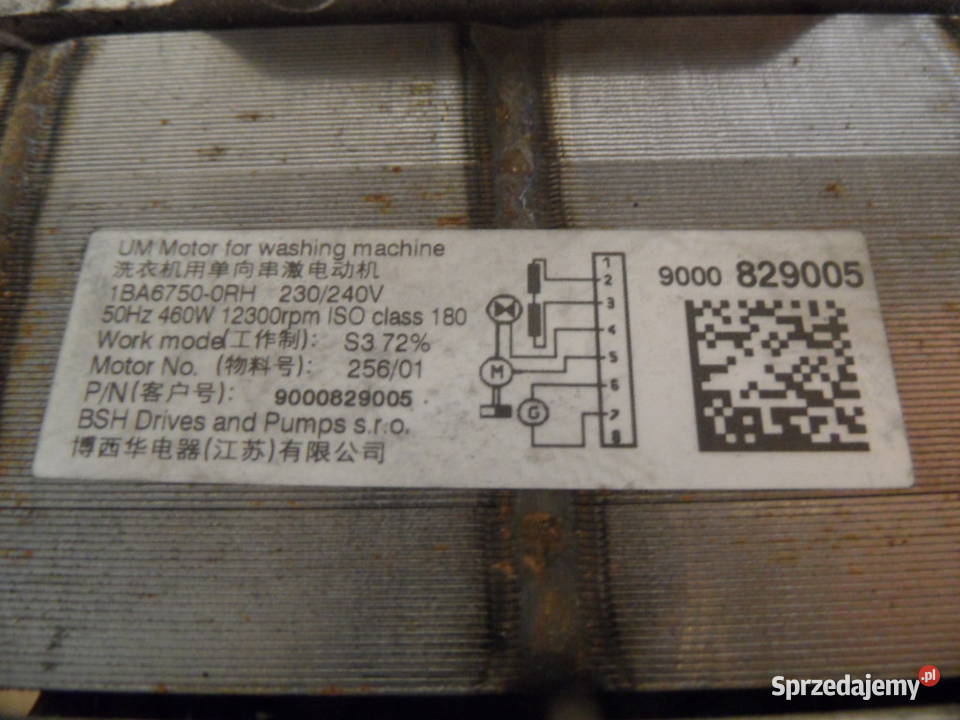 UM Motor for washing machine
洗衣机用单向串激电动机
1BA6750-0RH 230/240V
50Hz 460W 12300rpm ISO class 180
Work mode(工作制): S3 72%
Motor No. (物料号): 256/01
P/N(客户号): 9000829005
BSH Drives and Pumps s.r.o.
博西华电器(江苏)有限公司
1
2
3
4
5
6
7
8
M
G
9000 829005
Sprzedajemy.pl